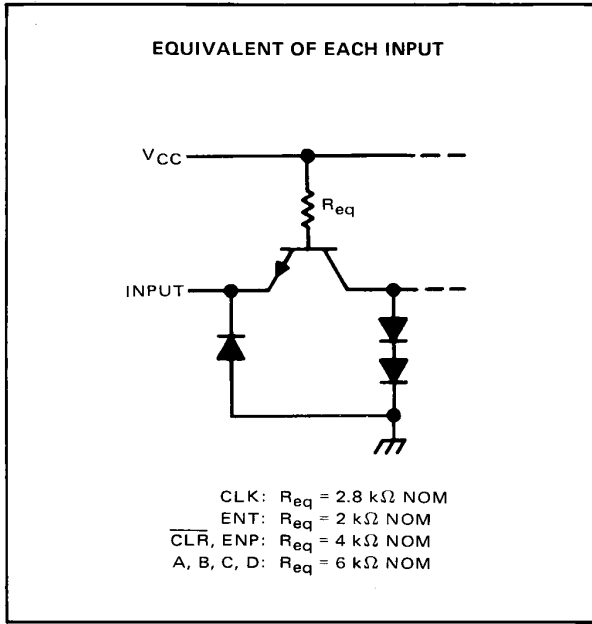 EQUIVALENT OF EACH INPUT
VCC
Req
INPUT
CLK: Req = 2.8 kΩ NOM
ENT: Req = 2 kΩ NOM
C̅L̅R̅, ENP: Req = 4 kΩ NOM
A, B, C, D: Req = 6 kΩ NOM